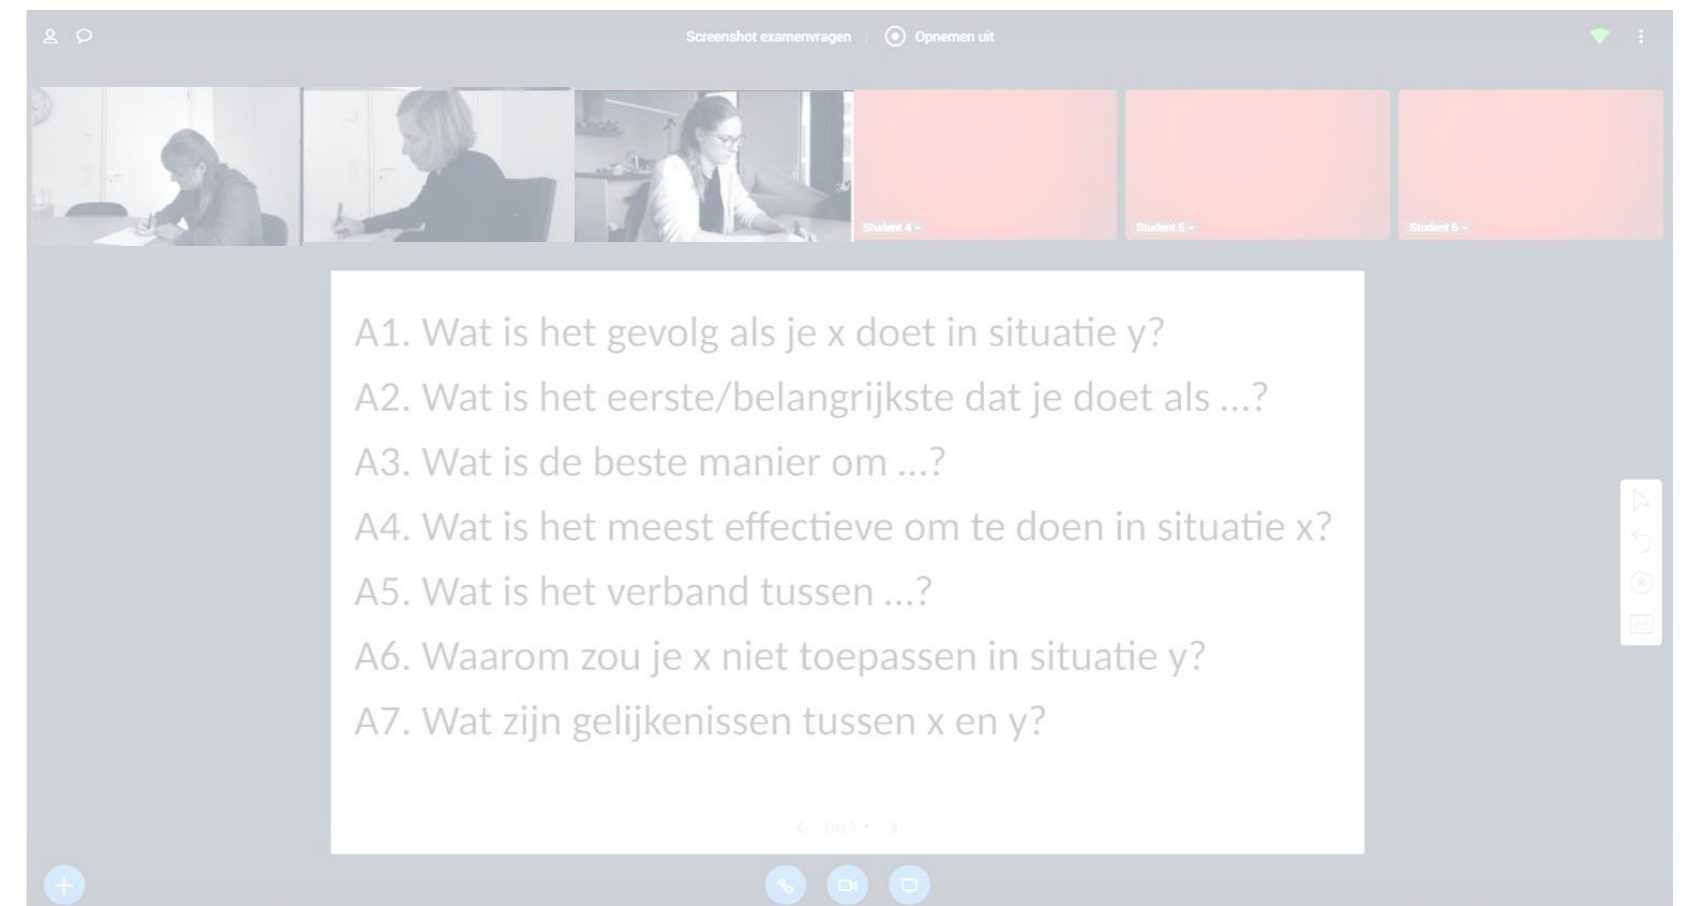 Screenshot examenvragen
Opnemen uit
Student 4
Student 5
Student 6
A1. Wat is het gevolg als je x doet in situatie y?
A2. Wat is het eerste/belangrijkste dat je doet als ...?
A3. Wat is de beste manier om ...?
A4. Wat is het meest effectieve om te doen in situatie x?
A5. Wat is het verband tussen ...?
A6. Waarom zou je x niet toepassen in situatie y?
A7. Wat zijn gelijkenissen tussen x en y?